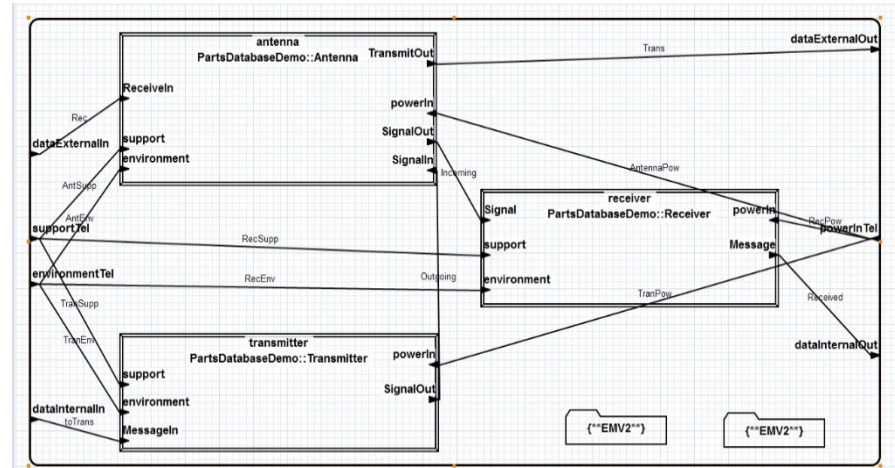 antenna
PartsDatabaseDemo::Antenna
TransmitOut
Trans
dataExternalOut
ReceiveIn
powerIn
Rec
SignalOut
dataExternalIn
support
environment
SignalIn
Incoming
AntennaPow
AntSupp
AntEnv
receiver
PartsDatabaseDemo::Receiver
Signal
powerIn
RecPow
powerInTel
supportTel
RecSupp
support
Message
environmentTel
RecEnv
Outgoing
environment
TranPow
Received
TranSupp
TranEnv
transmitter
PartsDatabaseDemo::Transmitter
powerIn
dataInternalOut
support
SignalOut
environment
dataInternalIn
toTrans
MessageIn
{**EMV2**}
{**EMV2**}